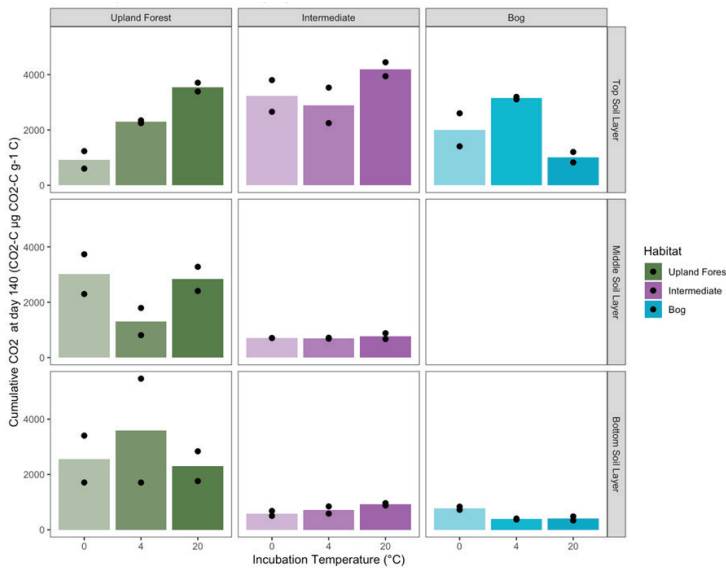 Upland Forest
Intermediate
Bog
Cumulative CO2 at day 140 (CO2-C µg CO2-C g-1 C)
4000
2000
0
Top Soil Layer
4000
2000
0
Middle Soil Layer
Habitat
Upland Fores
Intermediate
Bog
4000
2000
0
Bottom Soil Layer
0
4
20
0
4
20
0
4
20
Incubation Temperature (°C)